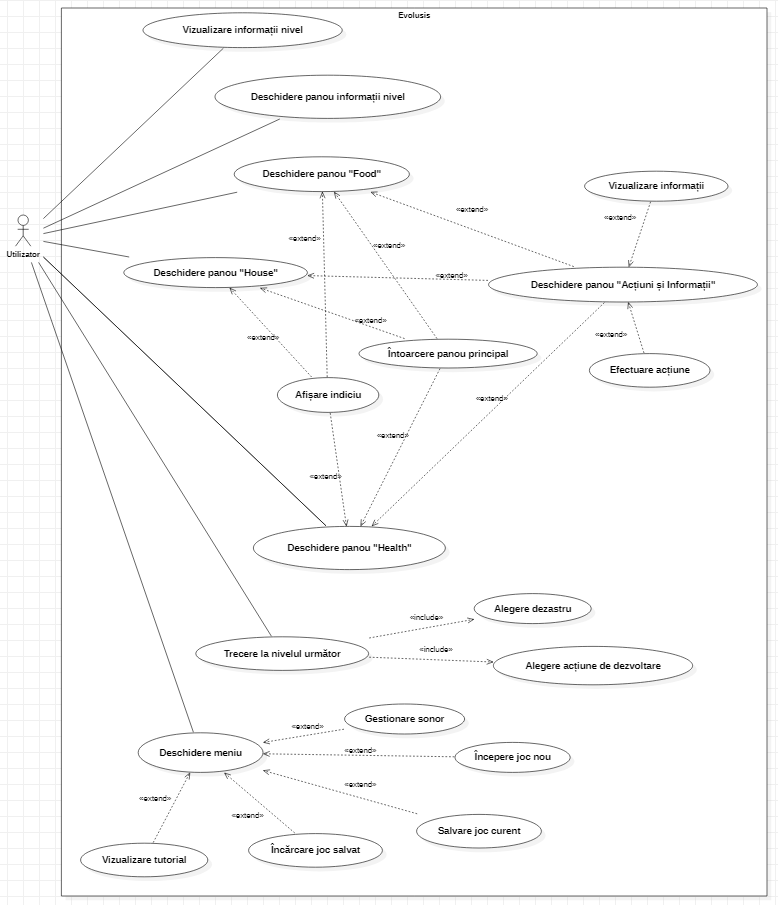 Evolusis
Vizualizare informații nivel
Deschidere panou informații nivel
Deschidere panou "Food"
Vizualizare informații
«extend»
«extend»
«extend»
«extend»
Utilizator
Deschidere panou "House"
«extend»
Deschidere panou "Acțiuni și Informații"
«extend»
«extend»
«extend»
Întoarcere panou principal
Efectuare acțiune
Afișare indiciu
«extend»
«extend»
«extend»
Deschidere panou "Health"
Alegere dezastru
«include»
Trecere la nivelul următor
«include»
Alegere acțiune de dezvoltare
Gestionare sonor
«extend»
Deschidere meniu
«extend»
Începere joc nou
«extend»
«extend»
«extend»
Salvare joc curent
Încărcare joc salvat
Vizualizare tutorial